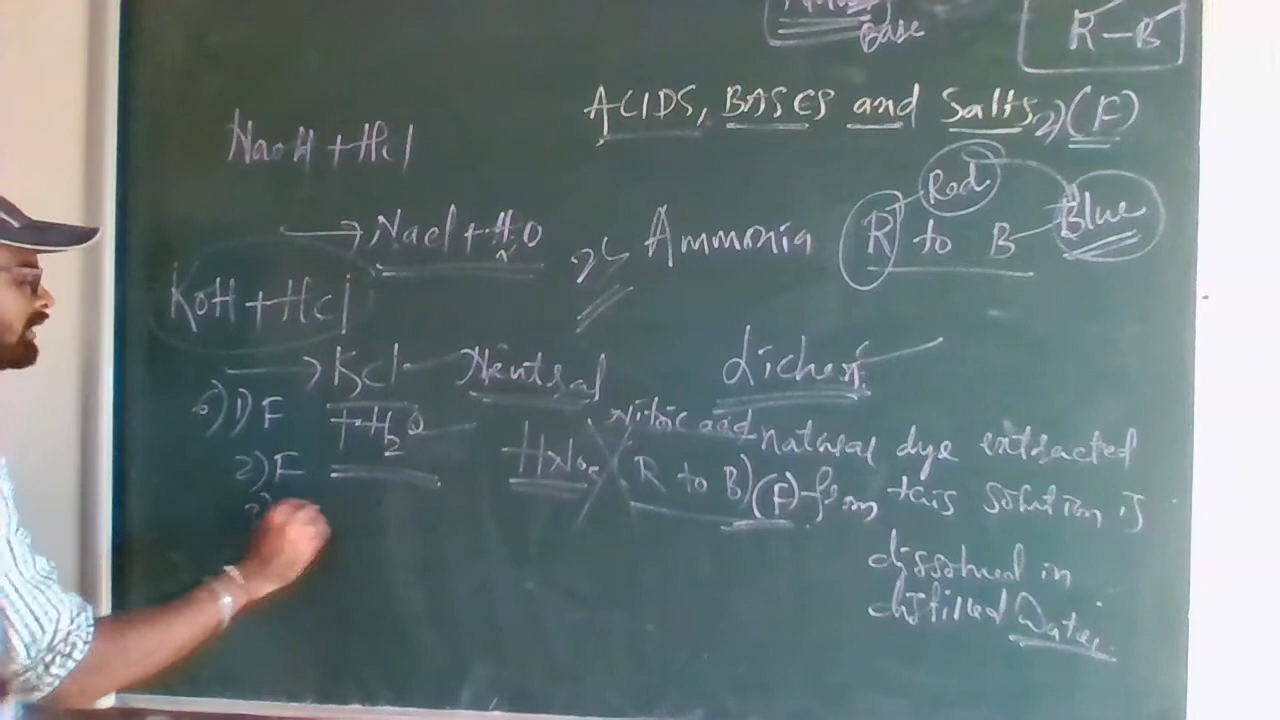 Base
R-B
ACIDS, BASES and Salts
2) (F)
NaOH + HCl
→ NaCl + H2O
2
Ammonia
R to B
Red
Blue
KOH + HCl
→ KCl
+ H2O
Neutral
Lichen
6) 1) F
2) F
Nitric acid
HNO
(R to B) (F)
natural dye extracted
from this solution is
dissolved in
distilled Water.